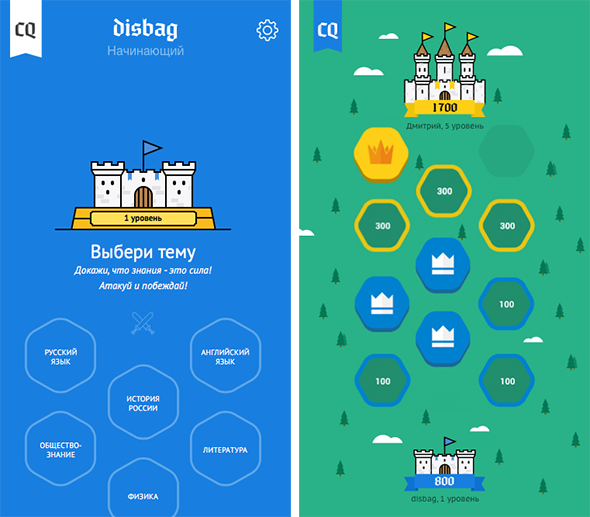 CQ
disbag
Начинающий
1 уровень
Выбери тему
Докажи, что знания - это сила!
Атакуй и побеждай!
РУССКИЙ
ЯЗЫК
АНГЛИЙСКИЙ
ЯЗЫК
ИСТОРИЯ
РОССИИ
ОБЩЕСТВО-
ЗНАНИЕ
ЛИТЕРАТУРА
ФИЗИКА
CQ
1700
Дмитрий, 5 уровень
300
300
300
100
100
100
800
disbag, 1 уровень